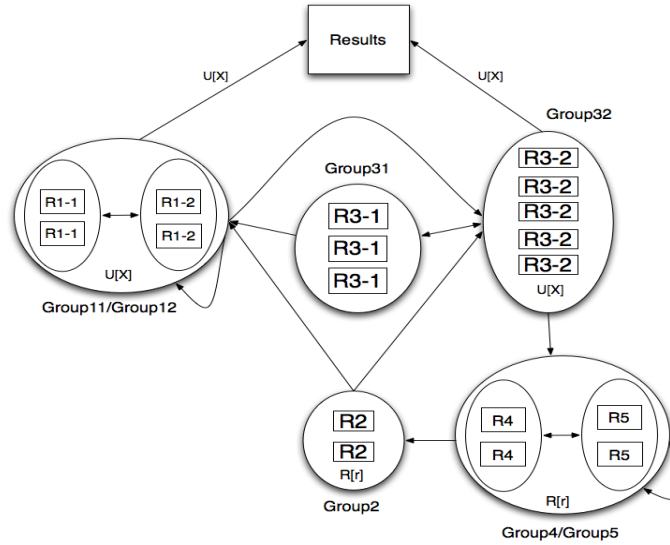 Results
U[X]
U[X]
Group32
R3-2
R3-2
R3-2
R3-2
R3-2
U[X]
Group31
R3-1
R3-1
R3-1
R1-1
R1-2
R1-1
R1-2
U[X]
Group11/Group12
R2
R2
R[r]
Group2
R4
R5
R4
R5
R[r]
Group4/Group5